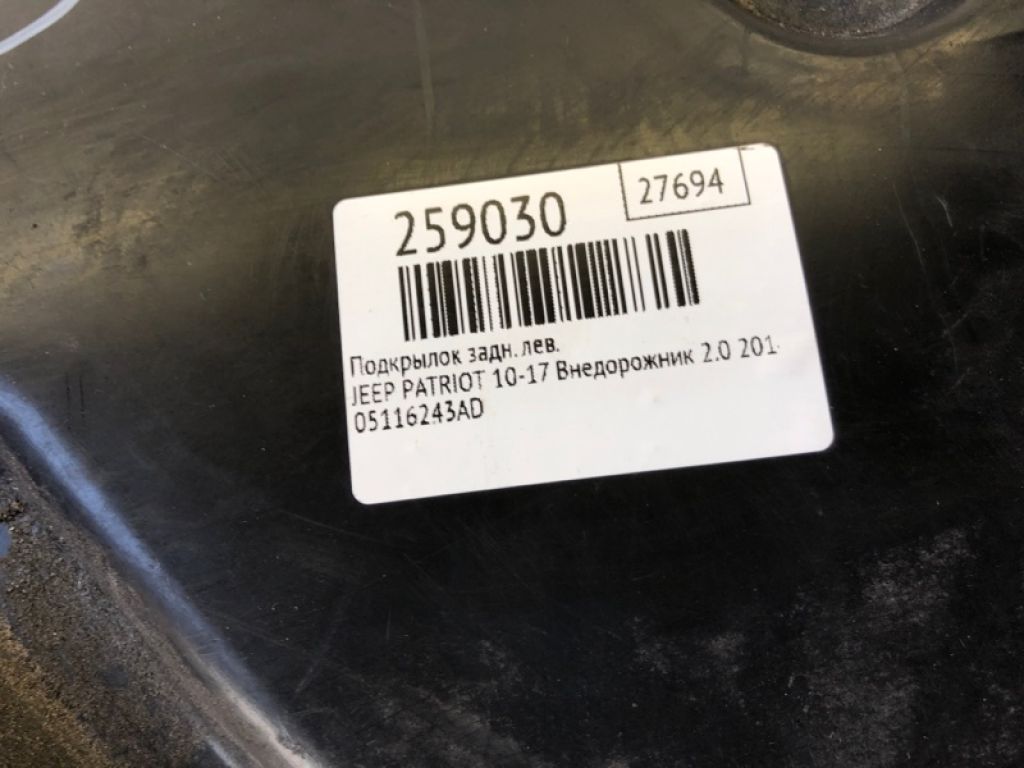 259030
27694
Подкрылок задн. лев.
JEEP PATRIOT 10-17 Внедорожник 2.0 201
05116243AD